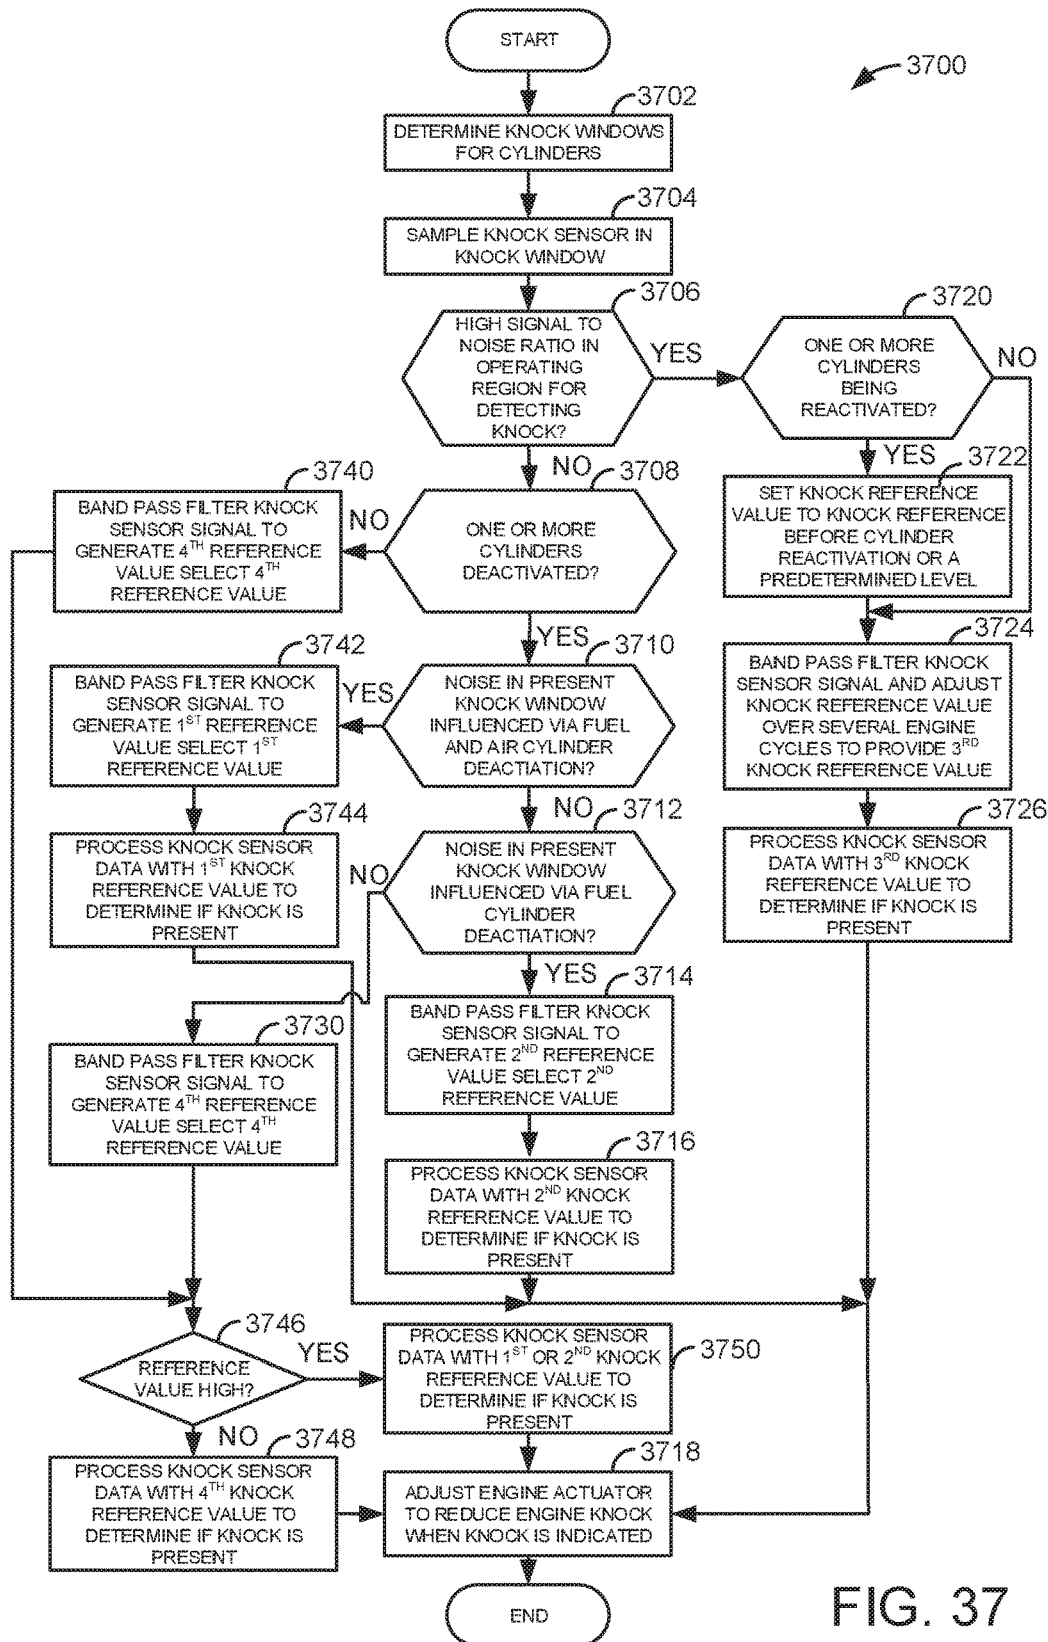 START
3700
3702
DETERMINE KNOCK WINDOWS
FOR CYLINDERS
3704
SAMPLE KNOCK SENSOR IN
KNOCK WINDOW
3706
HIGH SIGNAL TO
NOISE RATIO IN
OPERATING
REGION FOR
DETECTING
KNOCK?
YES
NO
3720
ONE OR MORE
CYLINDERS
BEING
REACTIVATED?
NO
YES
3722
SET KNOCK REFERENCE
VALUE TO KNOCK REFERENCE
BEFORE CYLINDER
REACTIVATION OR A
PREDETERMINED LEVEL
3708
ONE OR MORE
CYLINDERS
DEACTIVATED?
NO
YES
3740
BAND PASS FILTER KNOCK
SENSOR SIGNAL TO
GENERATE 4TH REFERENCE
VALUE SELECT 4TH
REFERENCE VALUE
3724
BAND PASS FILTER KNOCK
SENSOR SIGNAL AND ADJUST
KNOCK REFERENCE VALUE
OVER SEVERAL ENGINE
CYCLES TO PROVIDE 3RD
KNOCK REFERENCE VALUE
3710
NOISE IN PRESENT
KNOCK WINDOW
INFLUENCED VIA FUEL
AND AIR CYLINDER
DEACTIATION?
YES
NO
3742
BAND PASS FILTER KNOCK
SENSOR SIGNAL TO
GENERATE 1ST REFERENCE
VALUE SELECT 1ST
REFERENCE VALUE
3744
PROCESS KNOCK SENSOR
DATA WITH 1ST KNOCK
REFERENCE VALUE TO
DETERMINE IF KNOCK IS
PRESENT
3712
NOISE IN PRESENT
KNOCK WINDOW
INFLUENCED VIA FUEL
CYLINDER
DEACTIATION?
NO
YES
3726
PROCESS KNOCK SENSOR
DATA WITH 3RD KNOCK
REFERENCE VALUE TO
DETERMINE IF KNOCK IS
PRESENT
3714
BAND PASS FILTER KNOCK
SENSOR SIGNAL TO
GENERATE 2ND REFERENCE
VALUE SELECT 2ND
REFERENCE VALUE
3730
BAND PASS FILTER KNOCK
SENSOR SIGNAL TO
GENERATE 4TH REFERENCE
VALUE SELECT 4TH
REFERENCE VALUE
3716
PROCESS KNOCK SENSOR
DATA WITH 2ND KNOCK
REFERENCE VALUE TO
DETERMINE IF KNOCK IS
PRESENT
3746
REFERENCE
VALUE HIGH?
YES
NO
3750
PROCESS KNOCK SENSOR
DATA WITH 1ST OR 2ND KNOCK
REFERENCE VALUE TO
DETERMINE IF KNOCK IS
PRESENT
3748
PROCESS KNOCK SENSOR
DATA WITH 4TH KNOCK
REFERENCE VALUE TO
DETERMINE IF KNOCK IS
PRESENT
3718
ADJUST ENGINE ACTUATOR
TO REDUCE ENGINE KNOCK
WHEN KNOCK IS INDICATED
END
FIG. 37